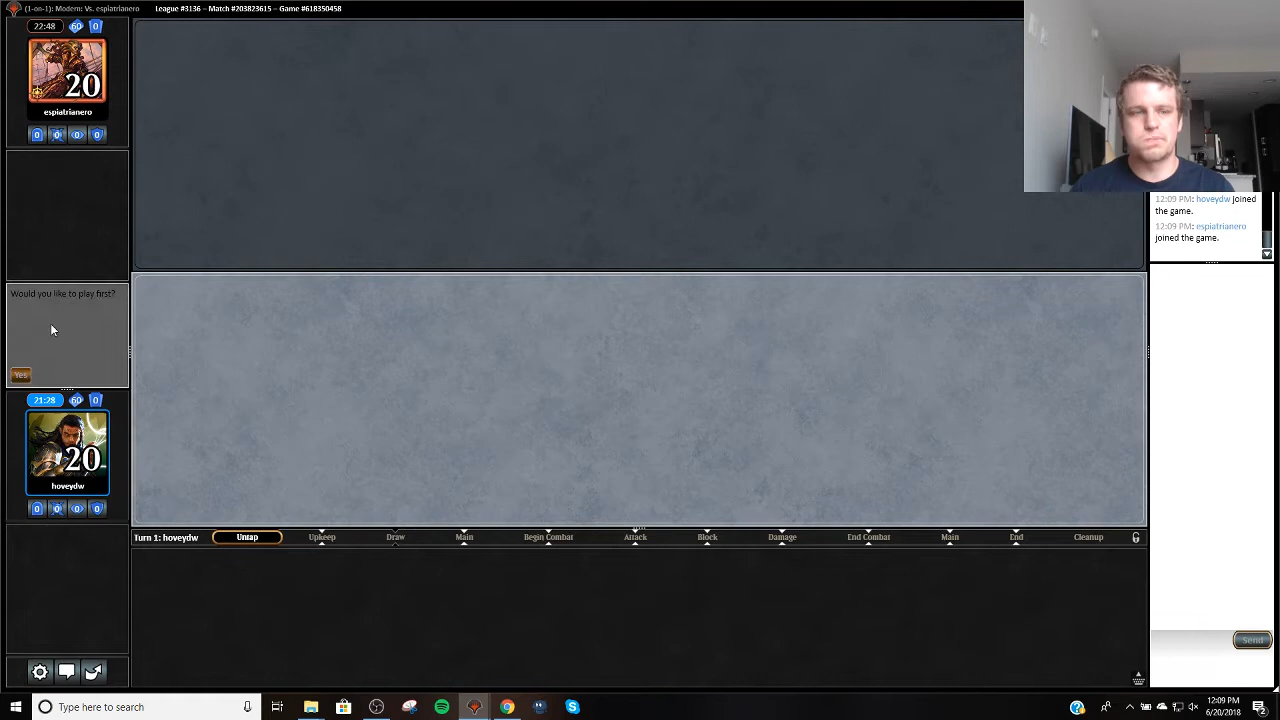 (1-on-1): Modern: Vs. espiatrianero
League #3136 – Match #203823615 – Game #618350458
22:48
60
0
20
espiatrianero
0 0 0 0
12:09 PM: hoveydw joined
the game.
12:09 PM: espiatrianero
joined the game.
Would you like to play first?
Yes
21:28
60
0
20
hoveydw
0 0 0 0
Turn 1: hoveydw
Untap
Upkeep
Draw
Main
Begin Combat
Attack
Block
Damage
End Combat
Main
End
Cleanup
Send
Type here to search
12:09 PM
6/20/2018
2